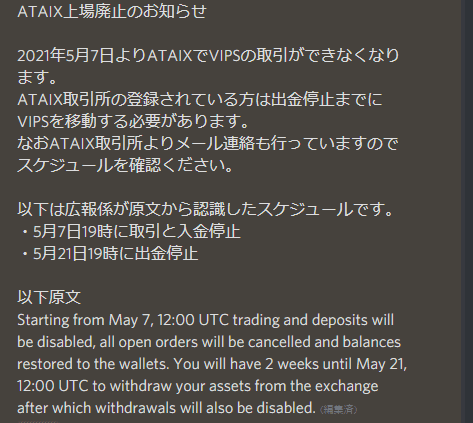 ATAIX上場廃止のお知らせ
2021年5月7日よりATAIXでVIPSの取引ができなくなり
ます。
ATAIX取引所の登録されている方は出金停止までに
VIPSを移動する必要があります。
なおATAIX取引所よりメール連絡も行っていますので
スケジュールを確認ください。
以下は広報係が原文から認識したスケジュールです。
・5月7日19時に取引と入金停止
・5月21日19時に出金停止
以下原文
Starting from May 7, 12:00 UTC trading and deposits will
be disabled, all open orders will be cancelled and balances
restored to the wallets. You will have 2 weeks until May 21,
12:00 UTC to withdraw your assets from the exchange
after which withdrawals will also be disabled. (編集済)